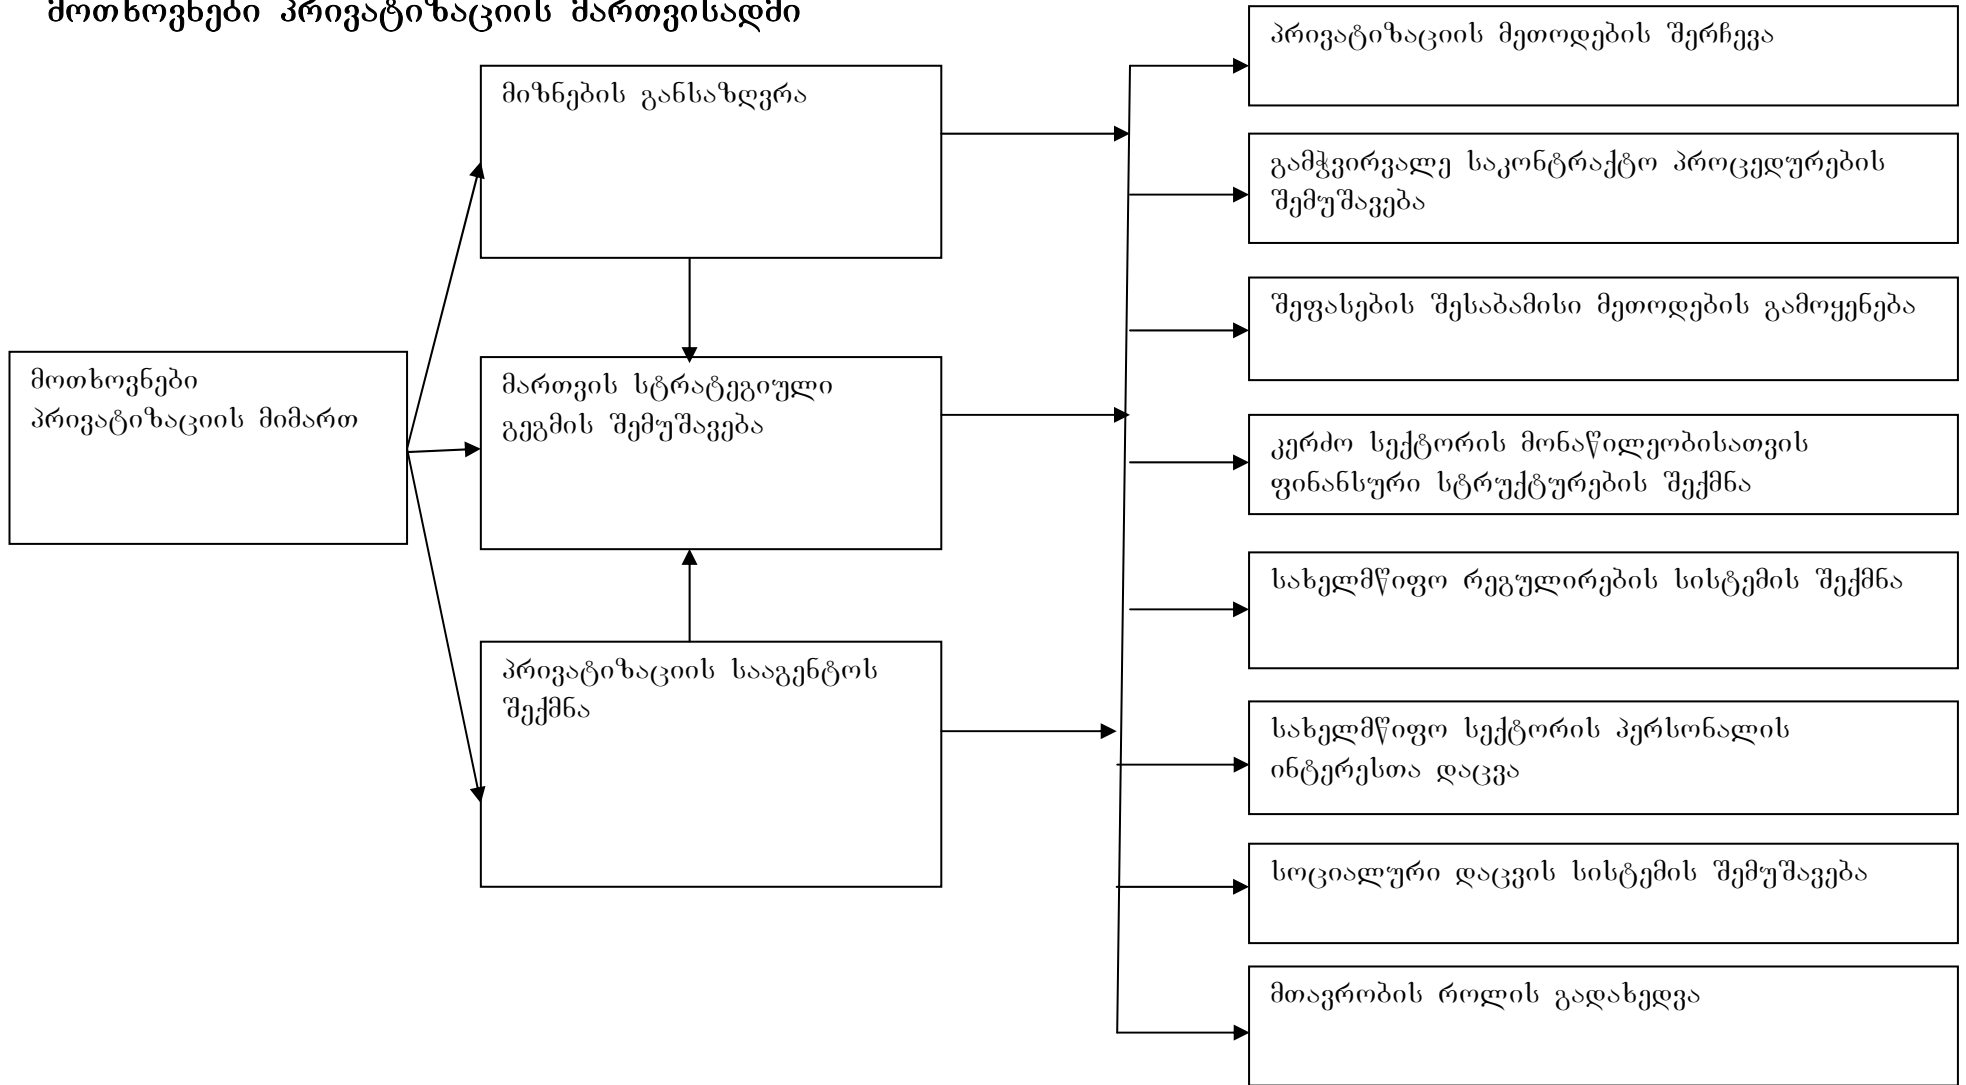 მოთხოვნები პრივატიზაციის მართვისადმი
მოთხოვნები
პრივატიზაციის მიმართ
მიზნების განსაზღვრა
მართვის სტრატეგიული
გეგმის შემუშავება
პრივატიზაციის სააგენტოს
შექმნა
პრივატიზაციის მეთოდების შერჩევა
გამჭვირვალე საკონტრაქტო პროცედურების
შემუშავება
შეფასების შესაბამისი მეთოდების გამოყენება
კერძო სექტორის მონაწილეობისათვის
ფინანსური სტრუქტურების შექმნა
სახელმწიფო რეგულირების სისტემის შექმნა
სახელმწიფო სექტორის პერსონალის
ინტერესთა დაცვა
სოციალური დაცვის სისტემის შემუშავება
მთავრობის როლის გადახედვა